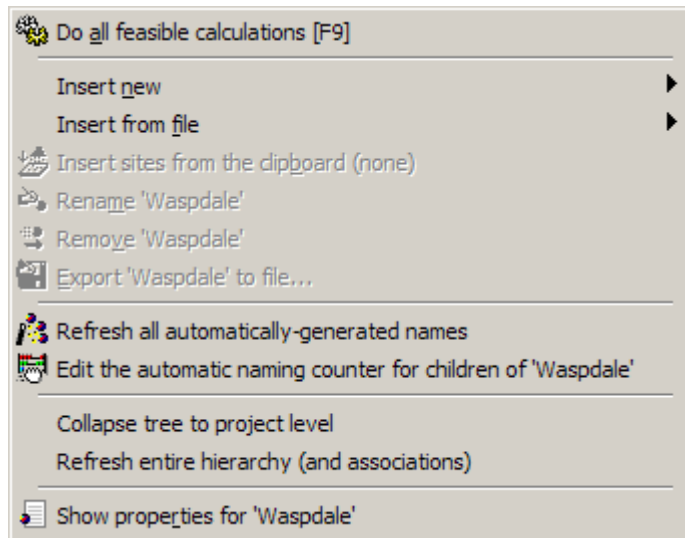 Do all feasible calculations [F9]
Insert new
Insert from file
Insert sites from the clipboard (none)
Rename 'Waspdale'
Remove 'Waspdale'
Export 'Waspdale' to file...
Refresh all automatically-generated names
Edit the automatic naming counter for children of 'Waspdale'
Collapse tree to project level
Refresh entire hierarchy (and associations)
Show properties for 'Waspdale'